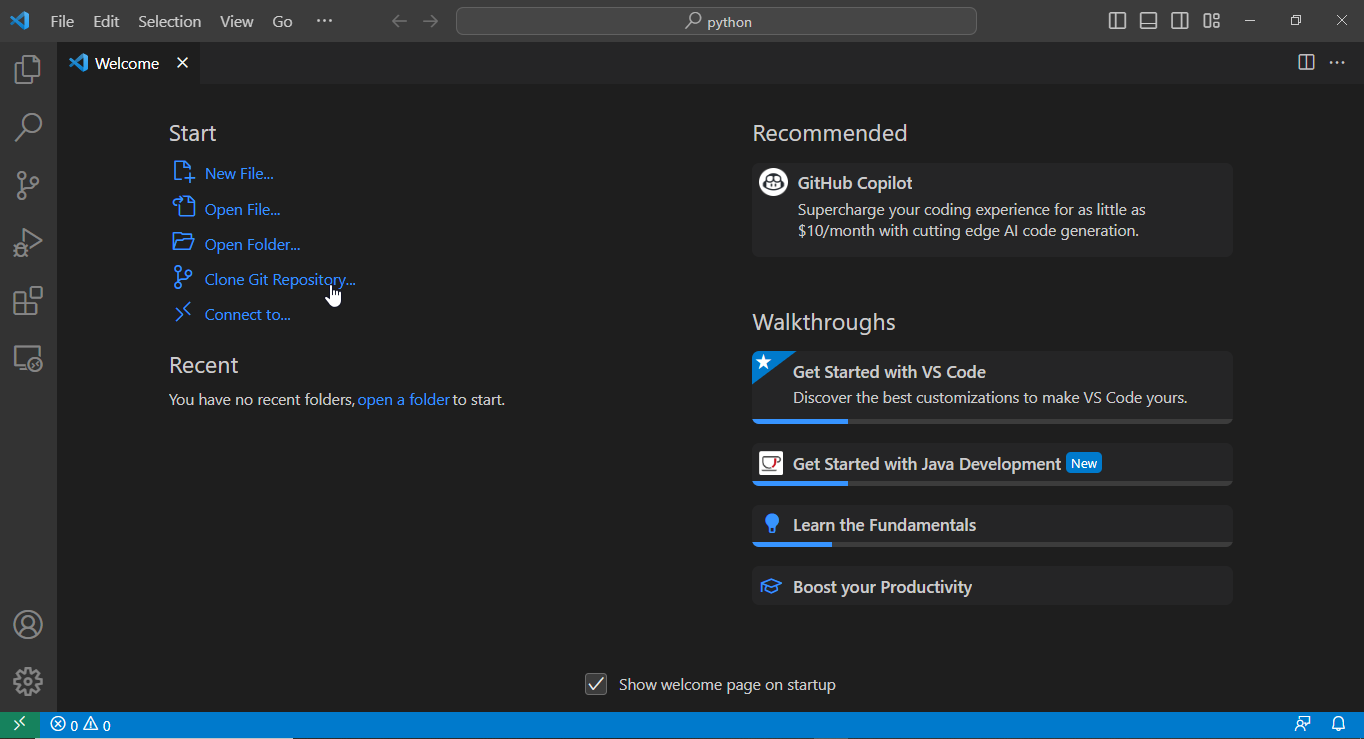 File Edit Selection View Go ··· python
Welcome
Start
New File...
Open File...
Open Folder...
Clone Git Repository...
Connect to...
Recent
You have no recent folders, open a folder to start.
Recommended
GitHub Copilot
Supercharge your coding experience for as little as
$10/month with cutting edge AI code generation.
Walkthroughs
Get Started with VS Code
Discover the best customizations to make VS Code yours.
Get Started with Java Development New
Learn the Fundamentals
Boost your Productivity
Show welcome page on startup
0 0